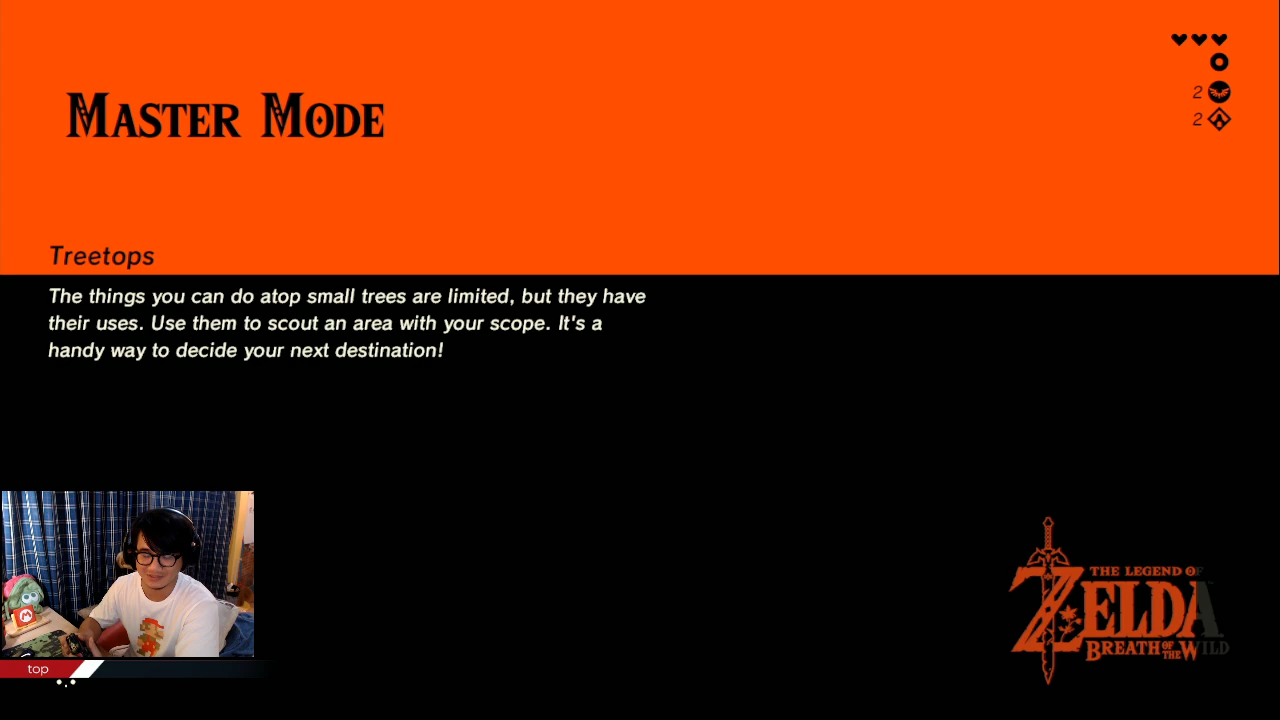 MASTER MODE
2
2
Treetops
The things you can do atop small trees are limited, but they have
their uses. Use them to scout an area with your scope. It's a
handy way to decide your next destination!
THE LEGEND OF
ZELDA
BREATH OF THE WILD
top